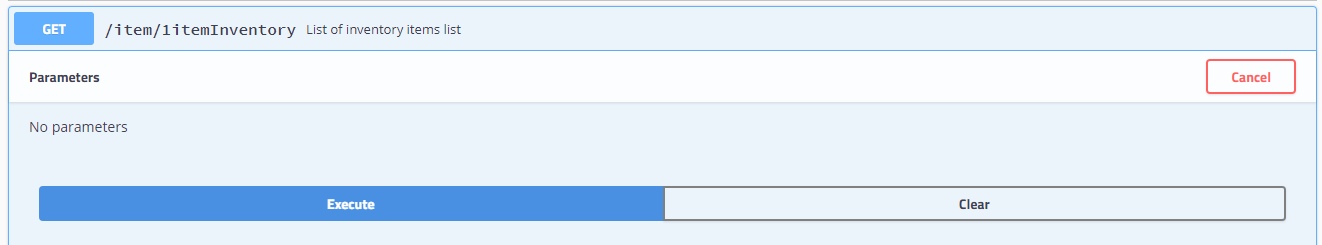 GET /item/1itemInventory List of inventory items list
Parameters Cancel
No parameters
Execute Clear